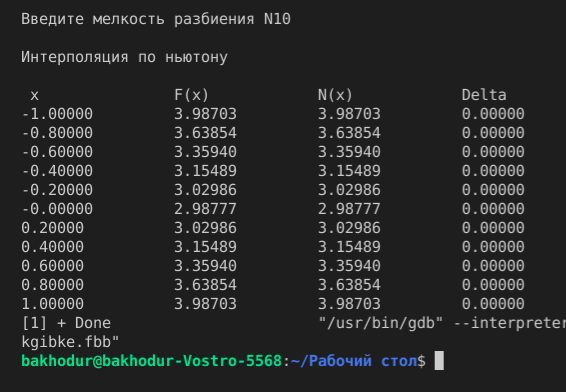 Введите мелкость разбиения N10
Интерполяция по ньютону
x F(x) N(x) Delta
-1.00000 3.98703 3.98703 0.00000
-0.80000 3.63854 3.63854 0.00000
-0.60000 3.35940 3.35940 0.00000
-0.40000 3.15489 3.15489 0.00000
-0.20000 3.02986 3.02986 0.00000
-0.00000 2.98777 2.98777 0.00000
0.20000 3.02986 3.02986 0.00000
0.40000 3.15489 3.15489 0.00000
0.60000 3.35940 3.35940 0.00000
0.80000 3.63854 3.63854 0.00000
1.00000 3.98703 3.98703 0.00000
[1] + Done "/usr/bin/gdb" --interpreter
kgibke.fbb"
bakhodur@bakhodur-Vostro-5568:~/Рабочий стол$